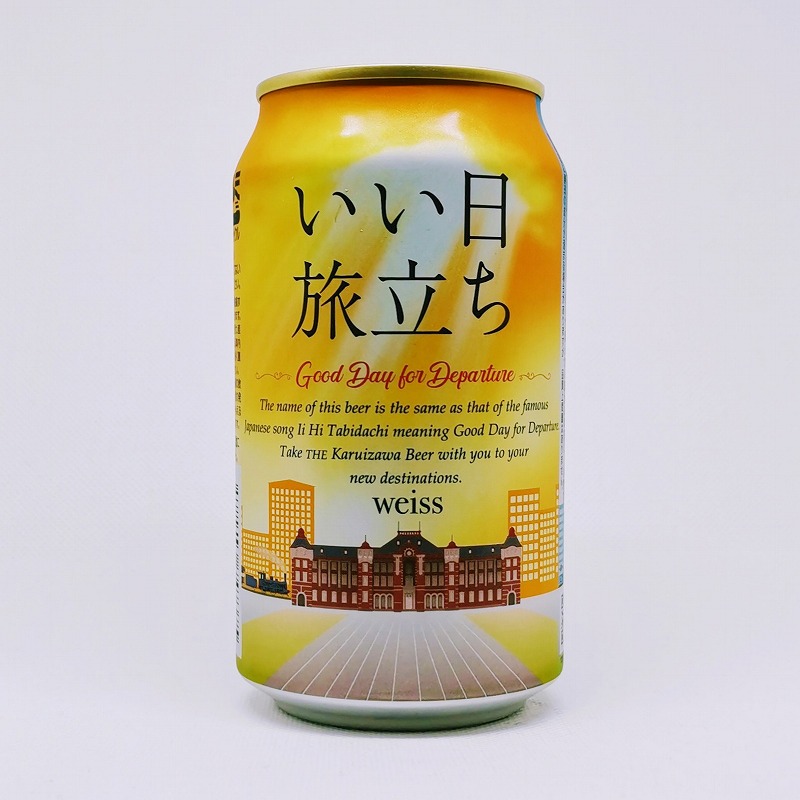 いい日
旅立ち
Good Day for Departure
The name of this beer is the same as that of the famous
Japanese song Ii Hi Tabidachi meaning Good Day for Departure.
Take THE Karuizawa Beer with you to your
new destinations.
weiss